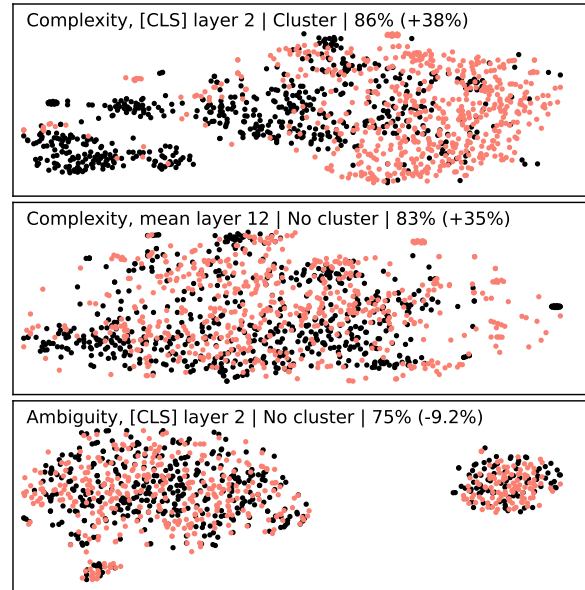 Complexity, [CLS] layer 2 | Cluster | 86% (+38%)
Complexity, mean layer 12 | No cluster | 83% (+35%)
Ambiguity, [CLS] layer 2 | No cluster | 75% (-9.2%)